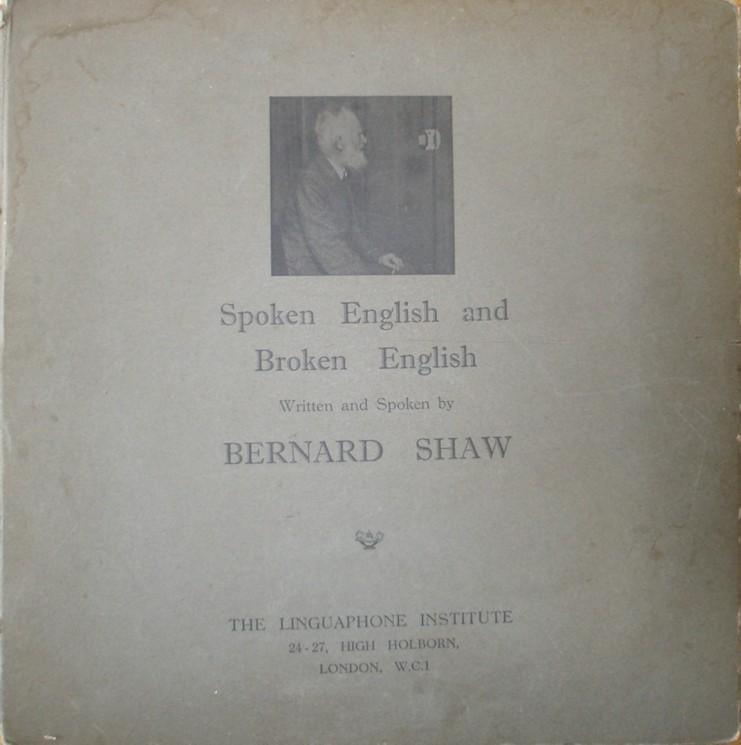 Spoken English and
Broken English
Written and Spoken by
BERNARD SHAW
THE LINGUAPHONE INSTITUTE
24-27, HIGH HOLBORN,
LONDON, W.C.1